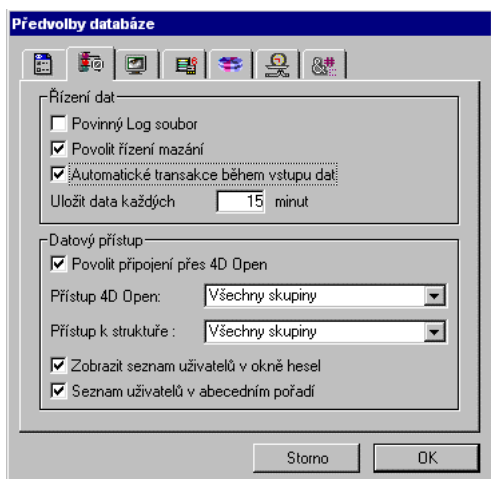 Předvolby databáze
Řízení dat
Povinný Log soubor
Povolit řízení mazání
Automatické transakce během vstupu dat
Uložit data každých 15 minut
Datový přístup
Povolit připojení přes 4D Open
Přístup 4D Open: Všechny skupiny
Přístup k struktuře : Všechny skupiny
Zobrazit seznam uživatelů v okně hesel
Seznam uživatelů v abecedním pořadí
Storno OK